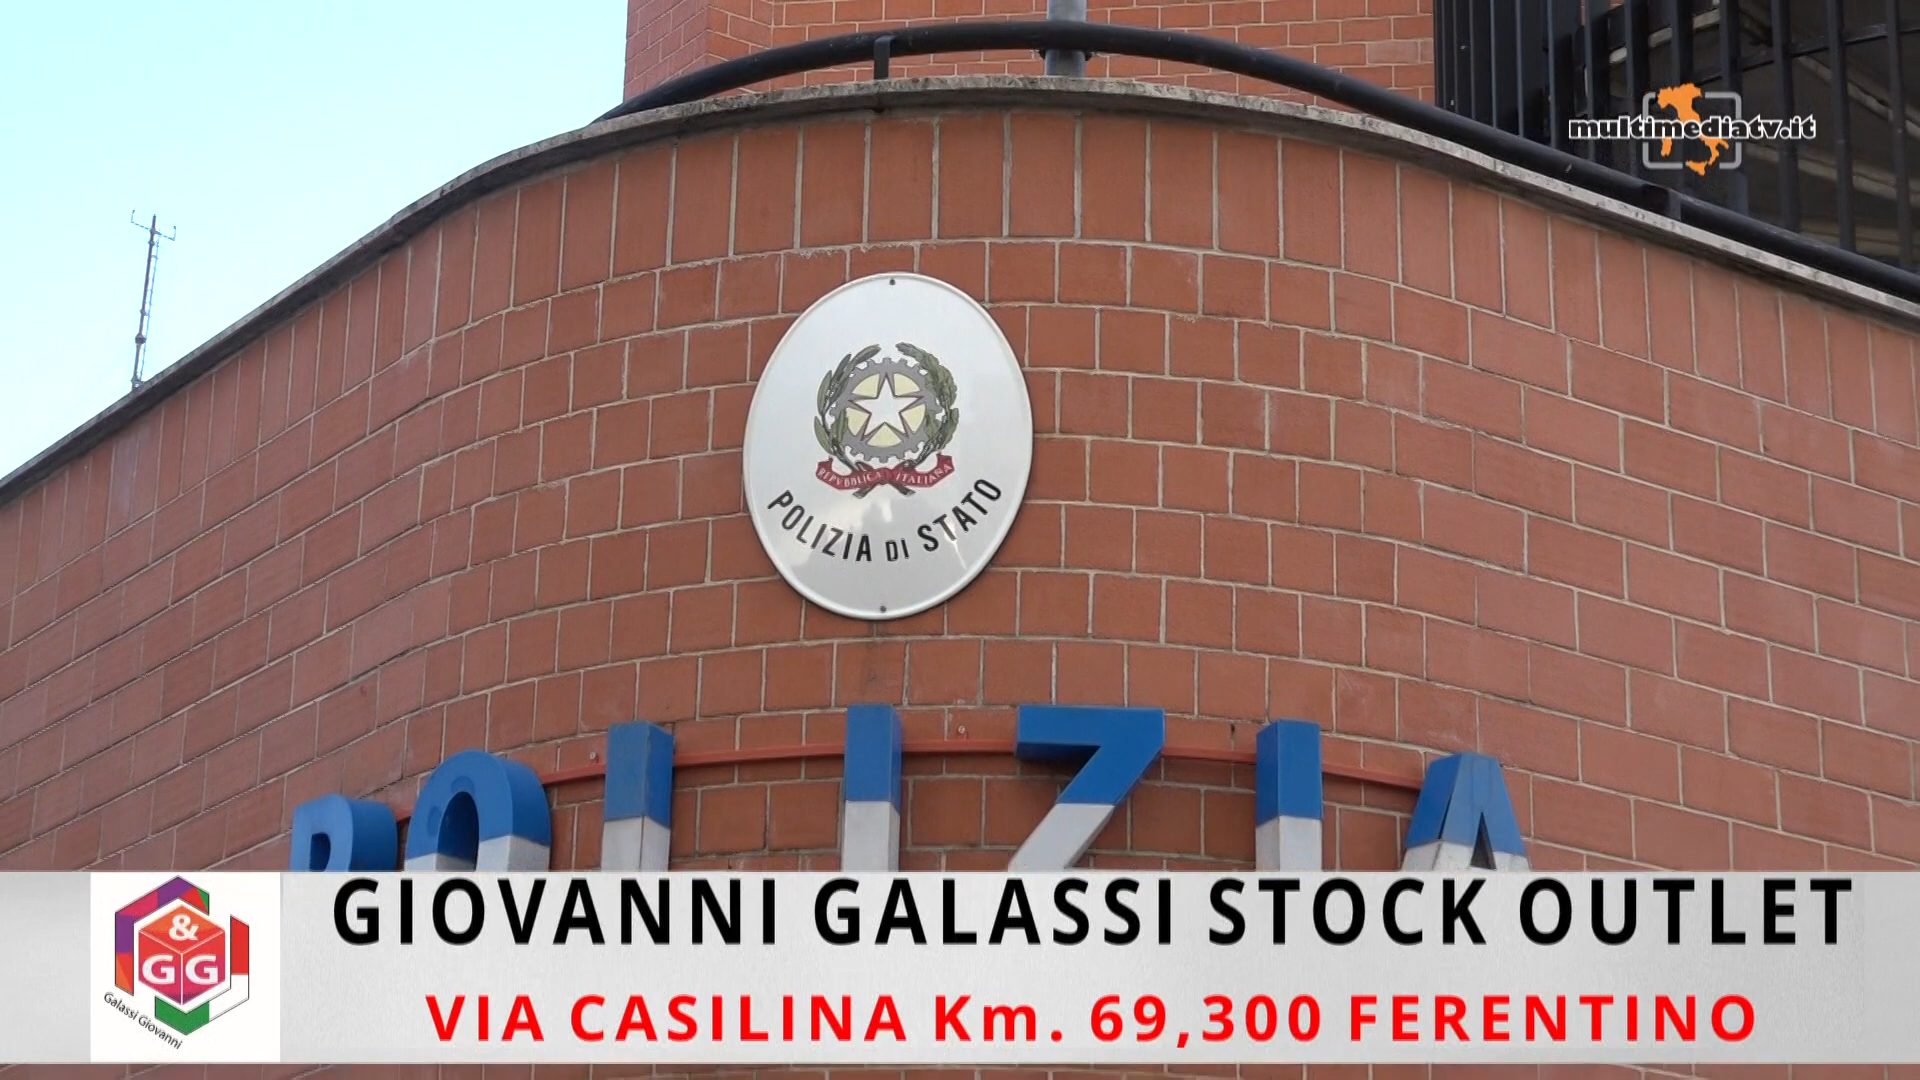 multimediatv.it
REPVBBLICA ITALIANA
POLIZIA DI STATO
POLIZIA
GIOVANNI GALASSI STOCK OUTLET
&
G G
Galassi Giovanni
VIA CASILINA Km. 69,300 FERENTINO